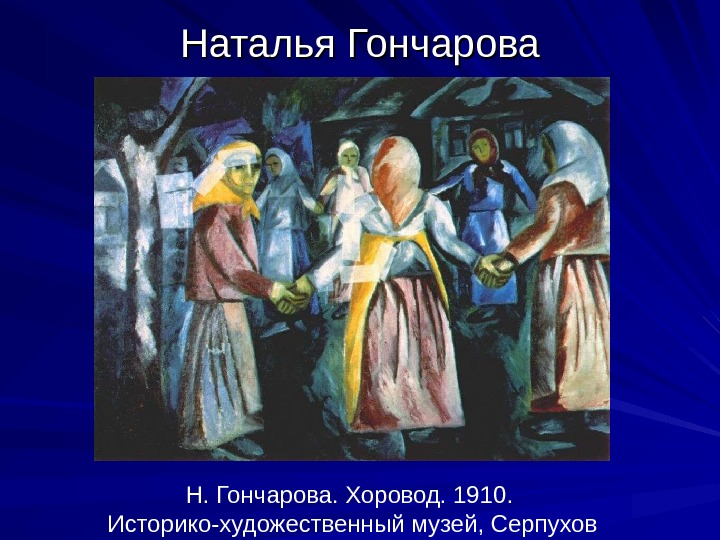 Наталья Гончарова
Н. Гончарова. Хоровод. 1910.
Историко-художественный музей, Серпухов